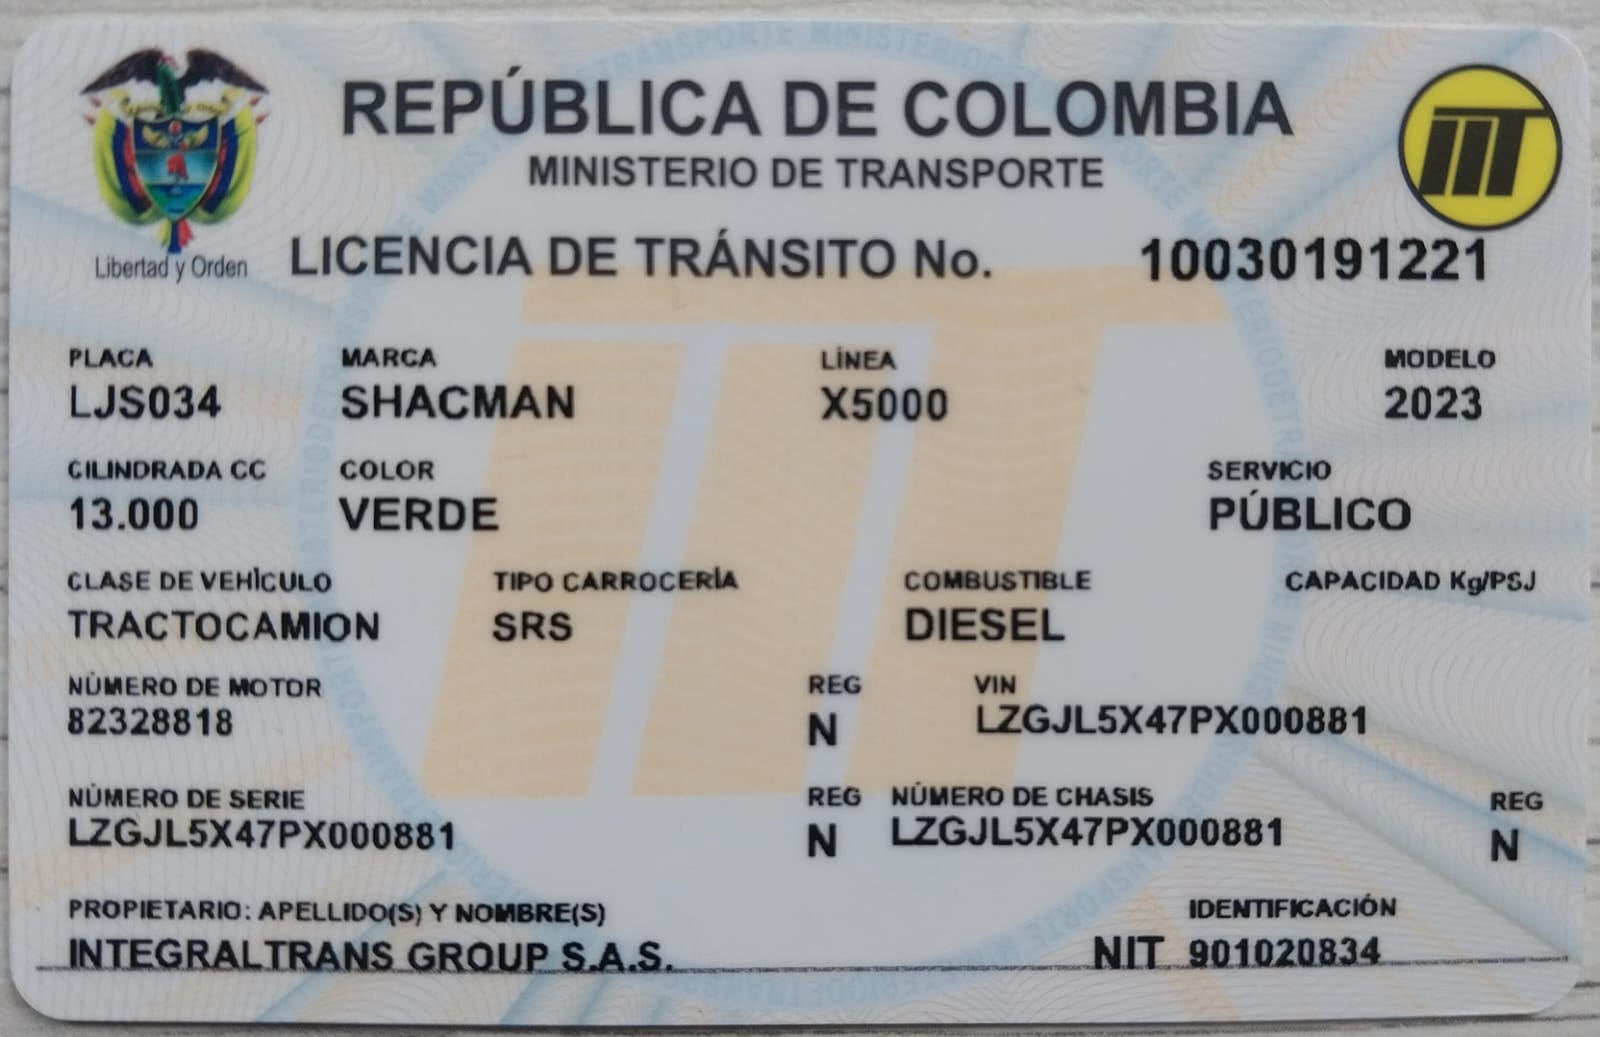 REPÚBLICA DE COLOMBIA
MINISTERIO DE TRANSPORTE
Libertad y Orden
LICENCIA DE TRÁNSITO No. 10030191221
PLACA MARCA LÍNEA MODELO
LJS034 SHACMAN X5000 2023
CILINDRADA CC COLOR SERVICIO
13.000 VERDE PÚBLICO
CLASE DE VEHÍCULO TIPO CARROCERÍA COMBUSTIBLE CAPACIDAD Kg/PSJ
TRACTOCAMION SRS DIESEL
NÚMERO DE MOTOR REG VIN
82328818 N LZGJL5X47PX000881
NÚMERO DE SERIE REG NÚMERO DE CHASIS REG
LZGJL5X47PX000881 N LZGJL5X47PX000881 N
PROPIETARIO: APELLIDO(S) Y NOMBRE(S) IDENTIFICACIÓN
INTEGRALTRANS GROUP S.A.S. NIT 901020834